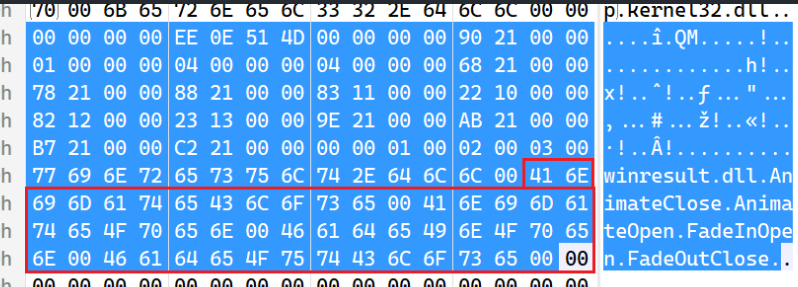 h 70 00 6B 65 72 6E 65 6C 33 32 2E 64 6C 6C 00 00 p.kernel32.dll..
h 00 00 00 00 EE 0E 51 4D 00 00 00 00 90 21 00 00 ....î.QM.....!..
h 01 00 00 00 04 00 00 00 04 00 00 00 68 21 00 00 ............h!..
h 78 21 00 00 88 21 00 00 83 11 00 00 22 10 00 00 x!..ˆ!..ƒ..."...
h 82 12 00 00 23 13 00 00 9E 21 00 00 AB 21 00 00 ‚...#...ž!..«!..
h B7 21 00 00 C2 21 00 00 00 00 01 00 02 00 03 00 ·!..Â!..........
h 77 69 6E 72 65 73 75 6C 74 2E 64 6C 6C 00 41 6E winresult.dll.An
h 69 6D 61 74 65 43 6C 6F 73 65 00 41 6E 69 6D 61 imateClose.Anima
h 74 65 4F 70 65 6E 00 46 61 64 65 49 6E 4F 70 65 teOpen.FadeInOpe
h 6E 00 46 61 64 65 4F 75 74 43 6C 6F 73 65 00 00 n.FadeOutClose..
h 00 00 00 00 00 00 00 00 00 00 00 00 00 00 00 00